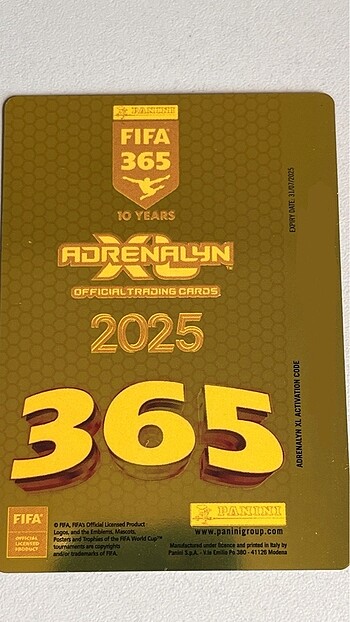 PANINI
FIFA
365
10 YEARS
ADRENALYN
XL™
OFFICIAL TRADING CARDS
2025
365
EXPIRY DATE: 31/07/2025
ADRENALYN XL ACTIVATION CODE
PANINI
www.paninigroup.com
FIFA®
OFFICIAL
LICENSED
PRODUCT
© FIFA, FIFA's Official Licensed Product
Logos, and the Emblems, Mascots,
Posters and Trophies of the FIFA World Cup™
tournaments are copyrights
and/or trademarks of FIFA.
Manufactured under licence and printed in Italy by
Panini S.p.A. - V.le Emilio Po 380 - 41126 Modena